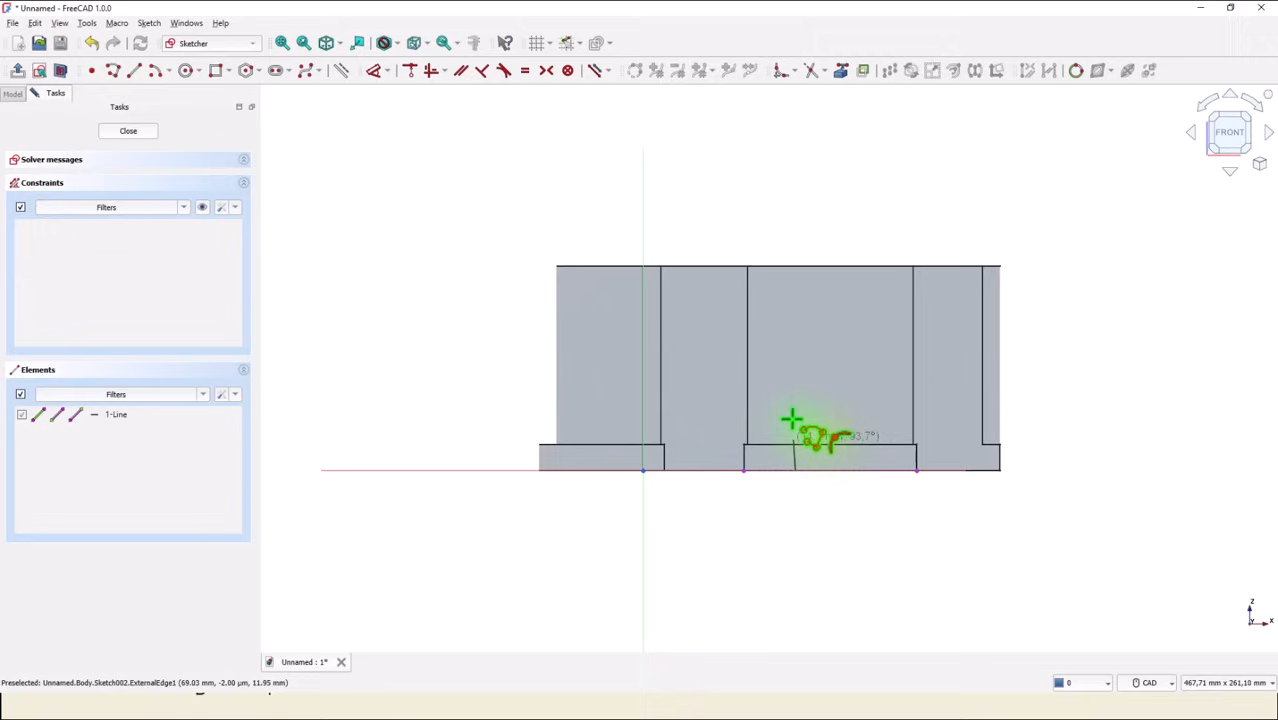 * Unnamed - FreeCAD 1.0.0
File Edit View Tools Macro Sketch Windows Help
Sketcher
Model Tasks
Tasks
Close
Solver messages
Constraints
Filters
Elements
Filters
1-Line
FRONT
93,7°)
Z
Y
X
Unnamed : 1*
Preselected: Unnamed.Body.Sketch002.ExternalEdge1 (69.03 mm, -2.00 µm, 11.95 mm)
0
CAD
467,71 mm x 261,10 mm